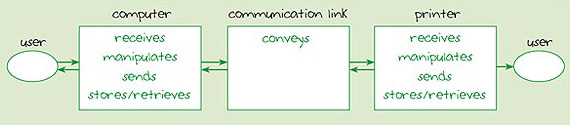 computer
communication link
printer
user
user
receives
manipulates
sends
stores/retrieves
conveys
receives
manipulates
sends
stores/retrieves